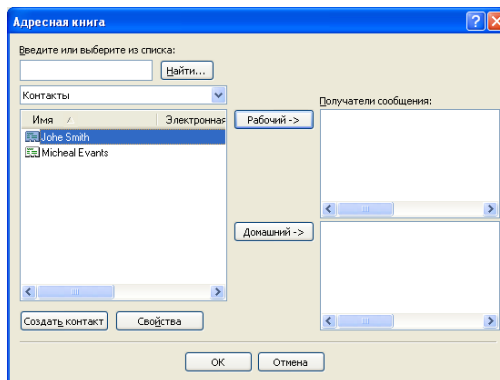 Адресная книга
Введите или выберите из списка:
Найти...
Контакты
Получатели сообщения:
Имя Электронная
Рабочий ->
Johe Smith
Micheal Evants
Домашний ->
Создать контакт Свойства
OK Отмена